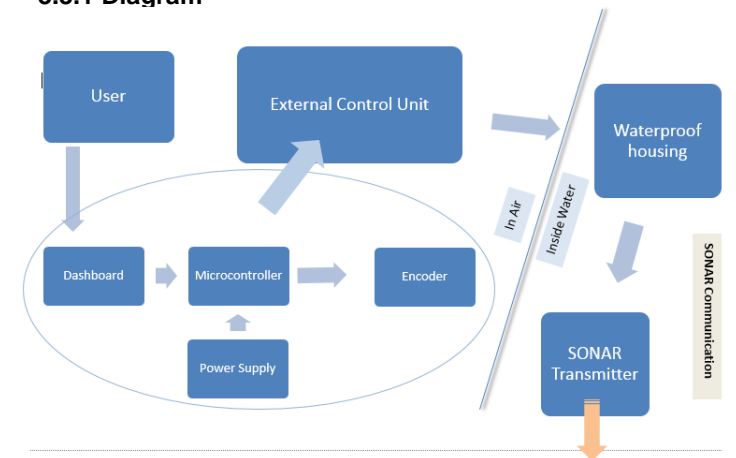 User
External Control Unit
Waterproof
housing
In Air
Inside Water
Dashboard
Microcontroller
Encoder
Power Supply
SONAR
Transmitter
SONAR Communication